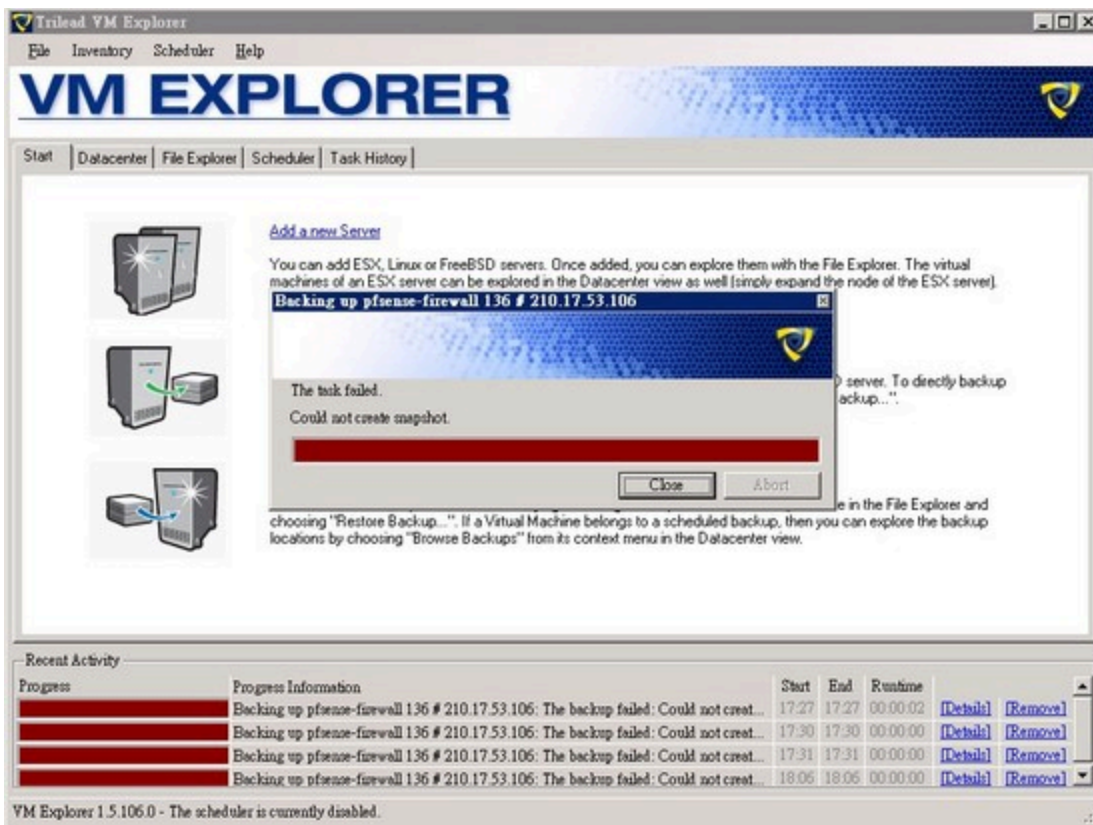 Trilead VM Explorer
File Inventory Scheduler Help
VM EXPLORER
Start Datacenter File Explorer Scheduler Task History
Add a new Server
You can add ESX, Linux or FreeBSD servers. Once added, you can explore them with the File Explorer. The virtual
machines of an ESX server can be explored in the Datacenter view as well (simply expand the node of the ESX server).
Backing up pfsense-firewall 136 # 210.17.53.106
The task failed.
server. To directly backup
Could not create snapshot.
Close Abort
in the File Explorer and
choosing "Restore Backup...". If a Virtual Machine belongs to a scheduled backup, then you can explore the backup
locations by choosing "Browse Backups" from its context menu in the Datacenter view.
Recent Activity
Progress Progress Information Start End Runtime
Backing up pfsense-firewall 136 # 210.17.53.106: The backup failed: Could not creat... 17:27 17:27 00:00:02 [Details] [Remove]
Backing up pfsense-firewall 136 # 210.17.53.106: The backup failed: Could not creat... 17:30 17:30 00:00:00 [Details] [Remove]
Backing up pfsense-firewall 136 # 210.17.53.106: The backup failed: Could not creat... 17:31 17:31 00:00:00 [Details] [Remove]
Backing up pfsense-firewall 136 # 210.17.53.106: The backup failed: Could not creat... 18:06 18:06 00:00:00 [Details] [Remove]
VM Explorer 1.5.106.0 - The scheduler is currently disabled.